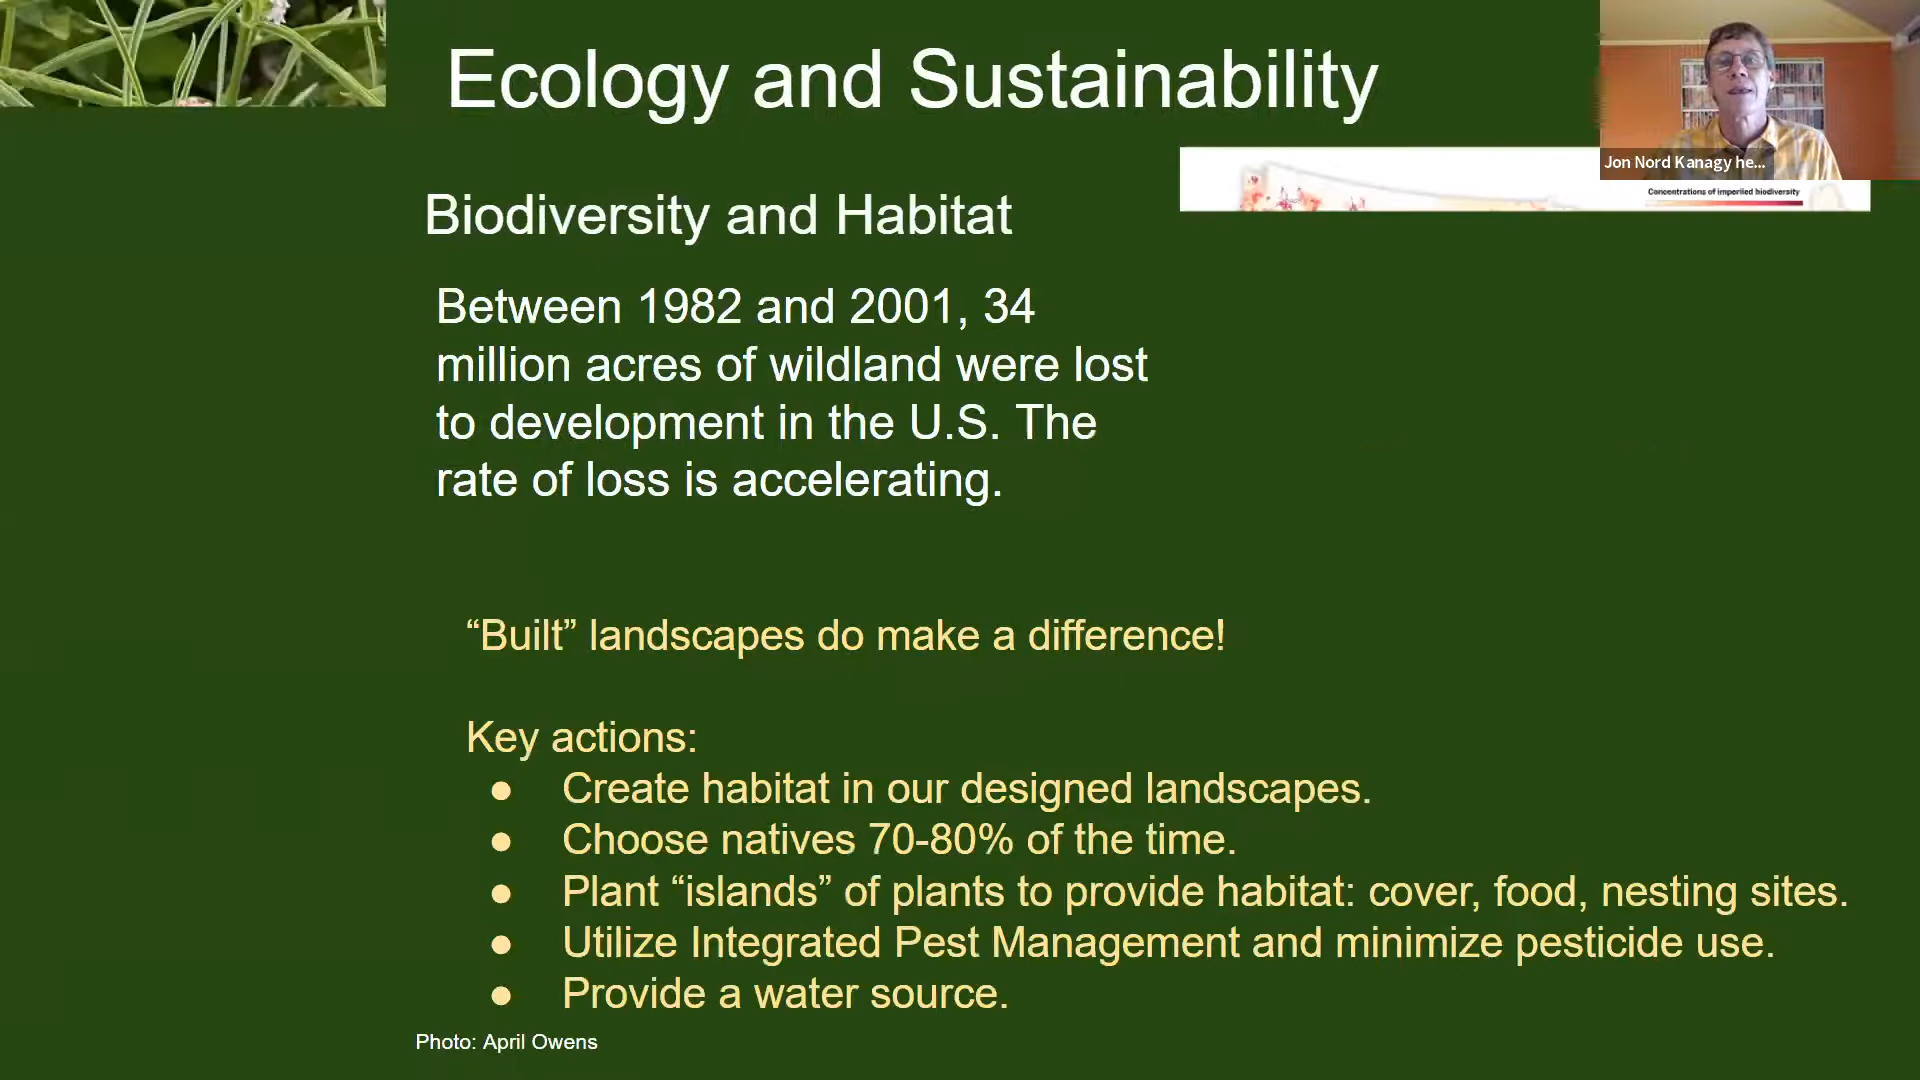 Ecology and Sustainability
Jon Nord Kanagy he...
Concentrations of imperiled biodiversity
Biodiversity and Habitat
Between 1982 and 2001, 34
million acres of wildland were lost
to development in the U.S. The
rate of loss is accelerating.
“Built” landscapes do make a difference!
Key actions:
● Create habitat in our designed landscapes.
● Choose natives 70-80% of the time.
● Plant “islands” of plants to provide habitat: cover, food, nesting sites.
● Utilize Integrated Pest Management and minimize pesticide use.
● Provide a water source.
Photo: April Owens